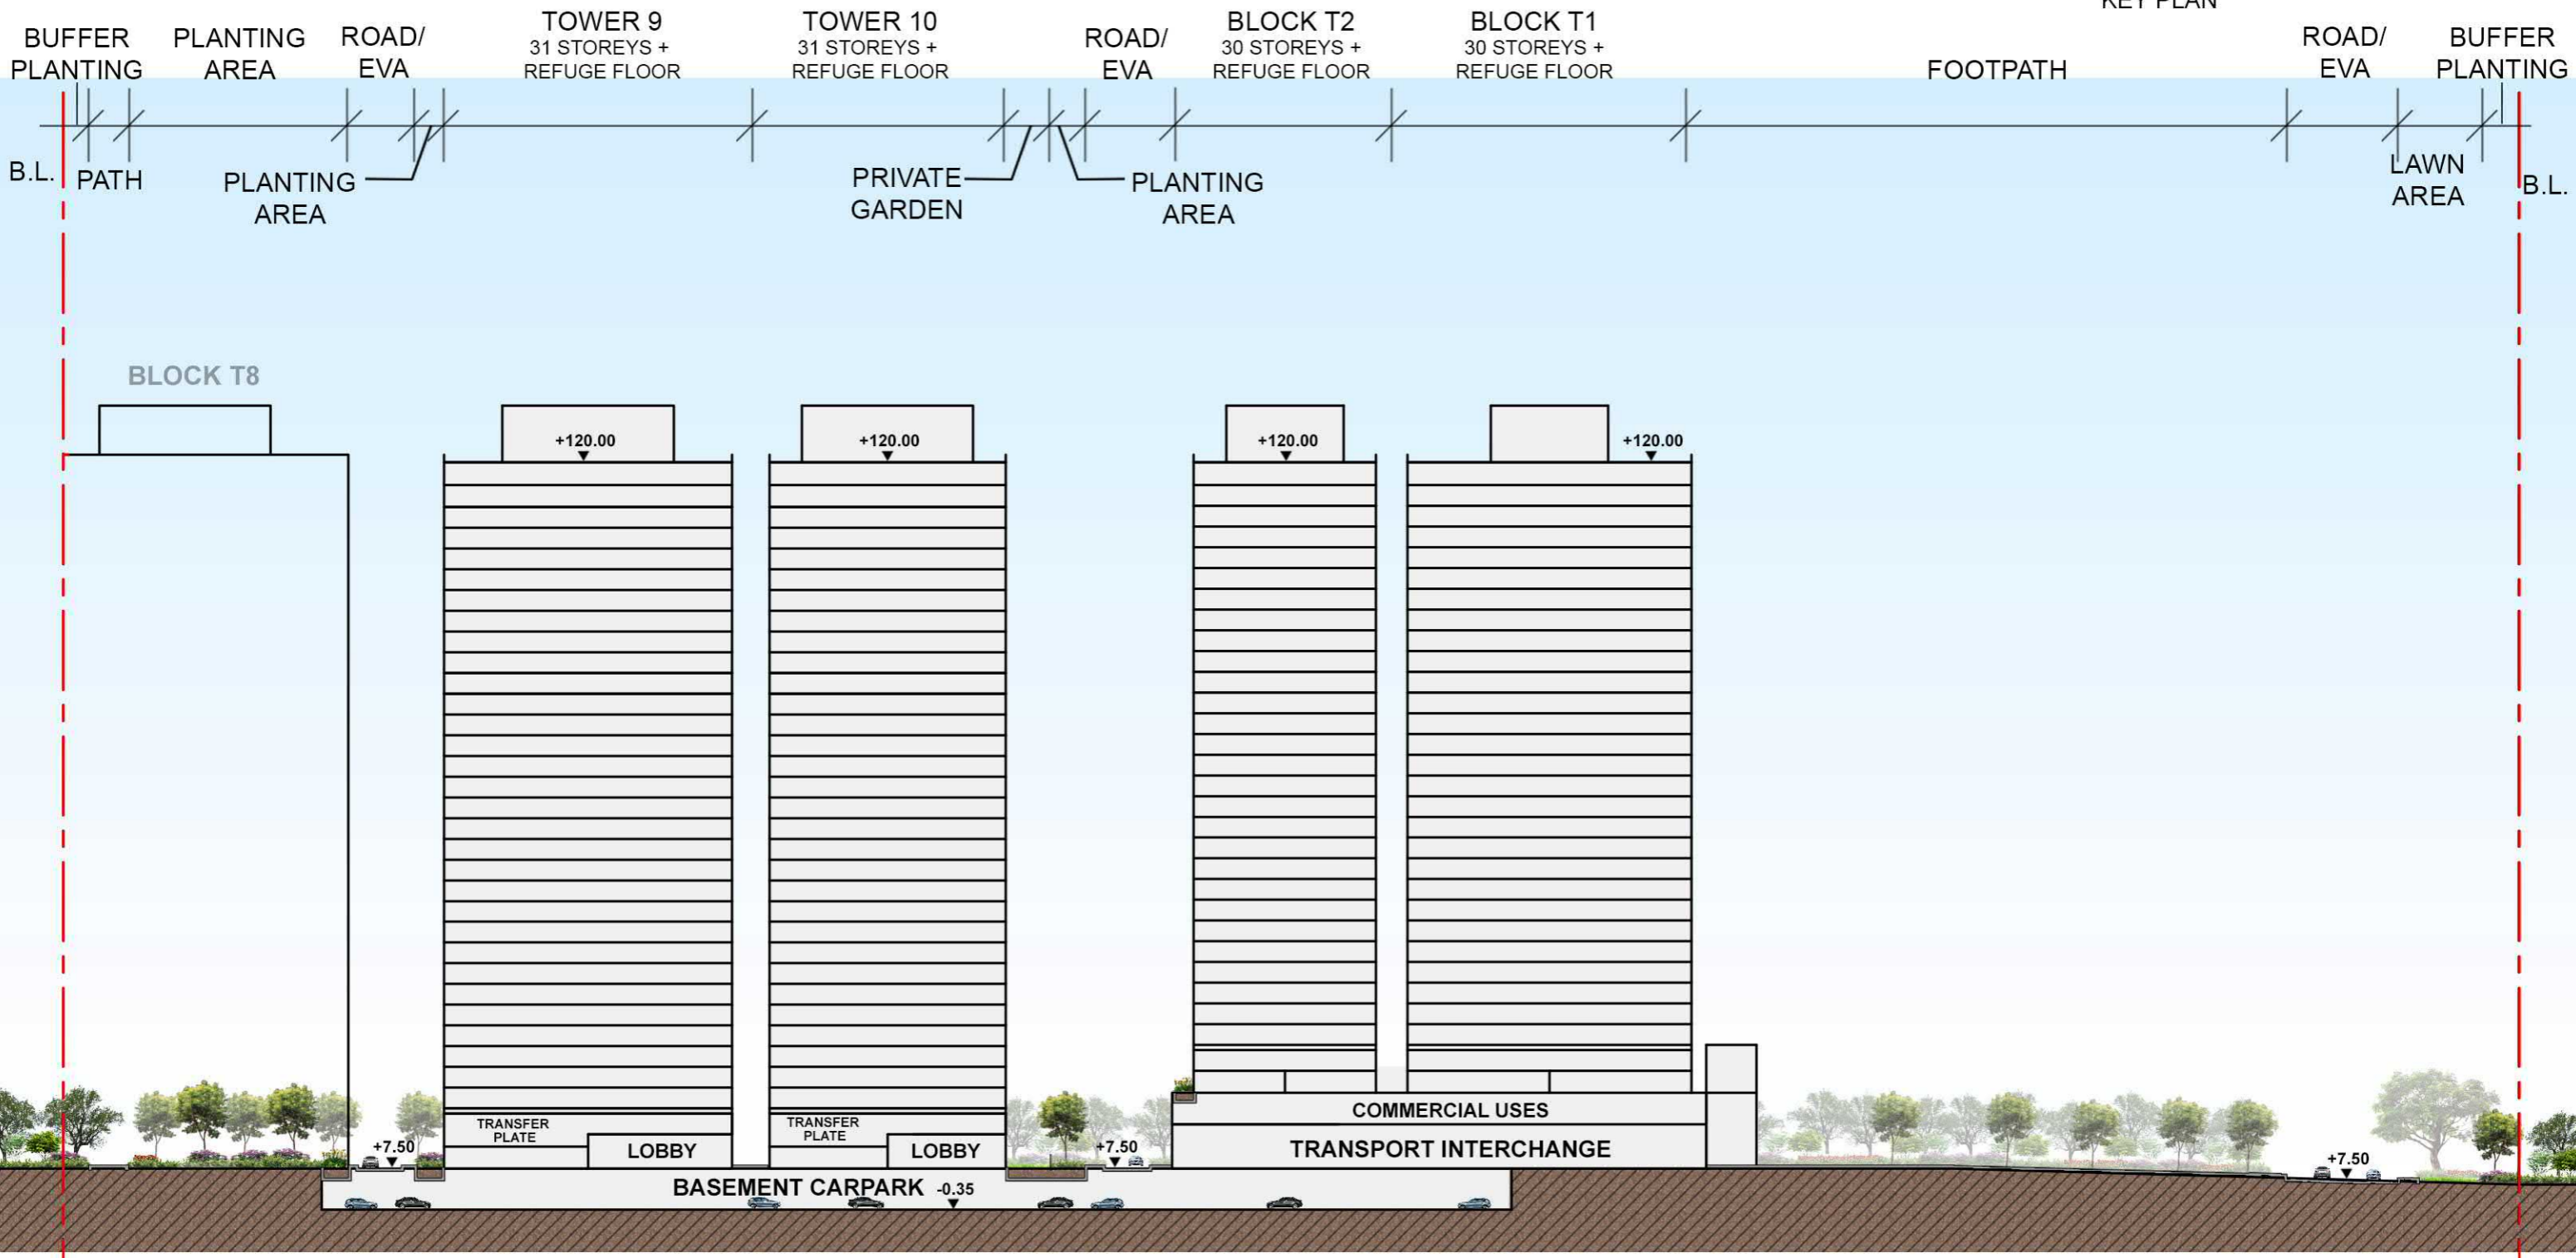 KEY PLAN
BUFFER
PLANTING
PLANTING
AREA
ROAD/
EVA
TOWER 9
31 STOREYS +
REFUGE FLOOR
TOWER 10
31 STOREYS +
REFUGE FLOOR
ROAD/
EVA
BLOCK T2
30 STOREYS +
REFUGE FLOOR
BLOCK T1
30 STOREYS +
REFUGE FLOOR
FOOTPATH
ROAD/
EVA
BUFFER
PLANTING
B.L.
PATH
PLANTING
AREA
PRIVATE
GARDEN
PLANTING
AREA
LAWN
AREA
B.L.
BLOCK T8
+120.00
+120.00
+120.00
+120.00
TRANSFER
PLATE
LOBBY
TRANSFER
PLATE
LOBBY
COMMERCIAL USES
TRANSPORT INTERCHANGE
+7.50
+7.50
+7.50
BASEMENT CARPARK -0.35